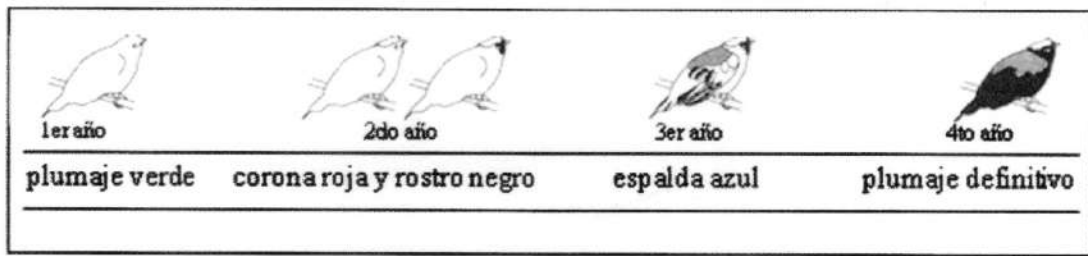 1er año 2do año 3er año 4to año
plumaje verde corona roja y rostro negro espalda azul plumaje definitivo